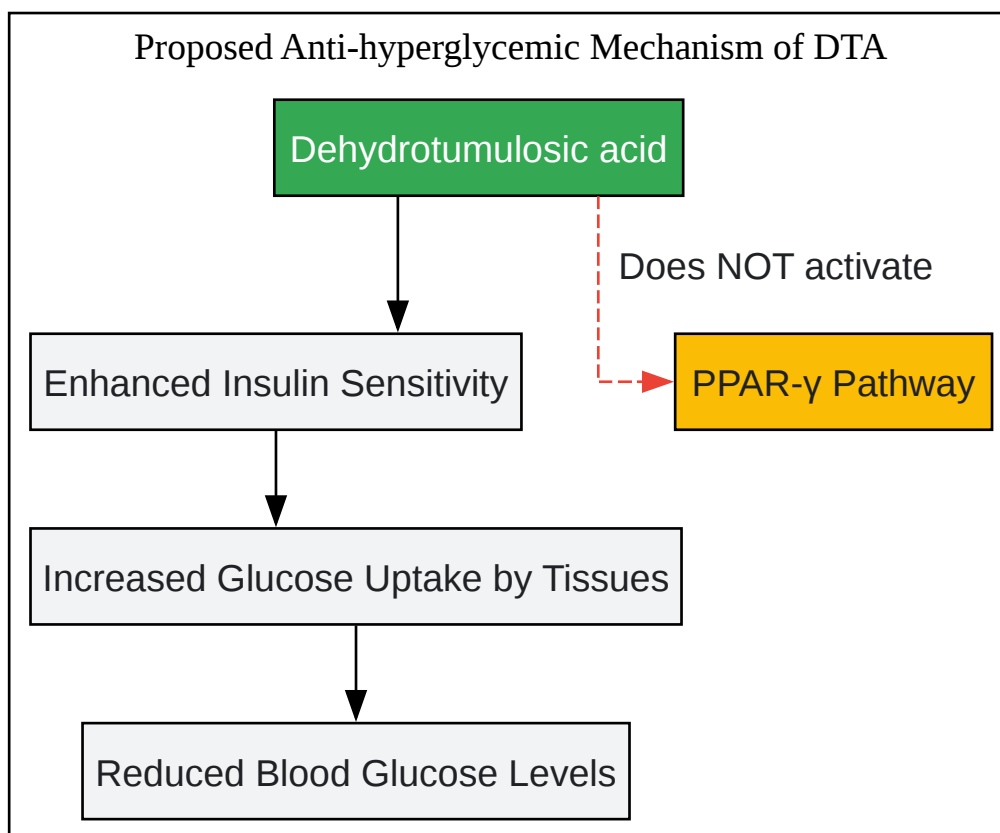 Proposed Anti-hyperglycemic Mechanism of DTA
Dehydrotumulosic acid
Does NOT activate
Enhanced Insulin Sensitivity
PPAR-γ Pathway
Increased Glucose Uptake by Tissues
Reduced Blood Glucose Levels